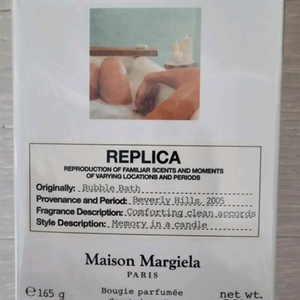 REPLICA
REPRODUCTION OF FAMILIAR SCENTS AND MOMENTS
OF VARYING LOCATIONS AND PERIODS
Originally: Bubble Bath
Provenance and Period: Beverly Hills, 2005
Fragrance Description: Comforting clean accords
Style Description: Memory in a candle
Maison Margiela
PARIS
℮ 165 g Bougie parfumée net wt.